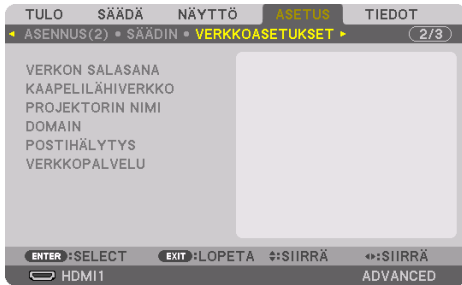 TULO SÄÄDÄ NÄYTTÖ ASETUS TIEDOT
ASENNUS(2) • SÄÄDIN • VERKKOASETUKSET 2/3
VERKON SALASANA
KAAPELILÄHIVERKKO
PROJEKTORIN NIMI
DOMAIN
POSTIHÄLYTYS
VERKKOPALVELU
ENTER :SELECT EXIT :LOPETA :SIIRRÄ :SIIRRÄ
HDMI1 ADVANCED